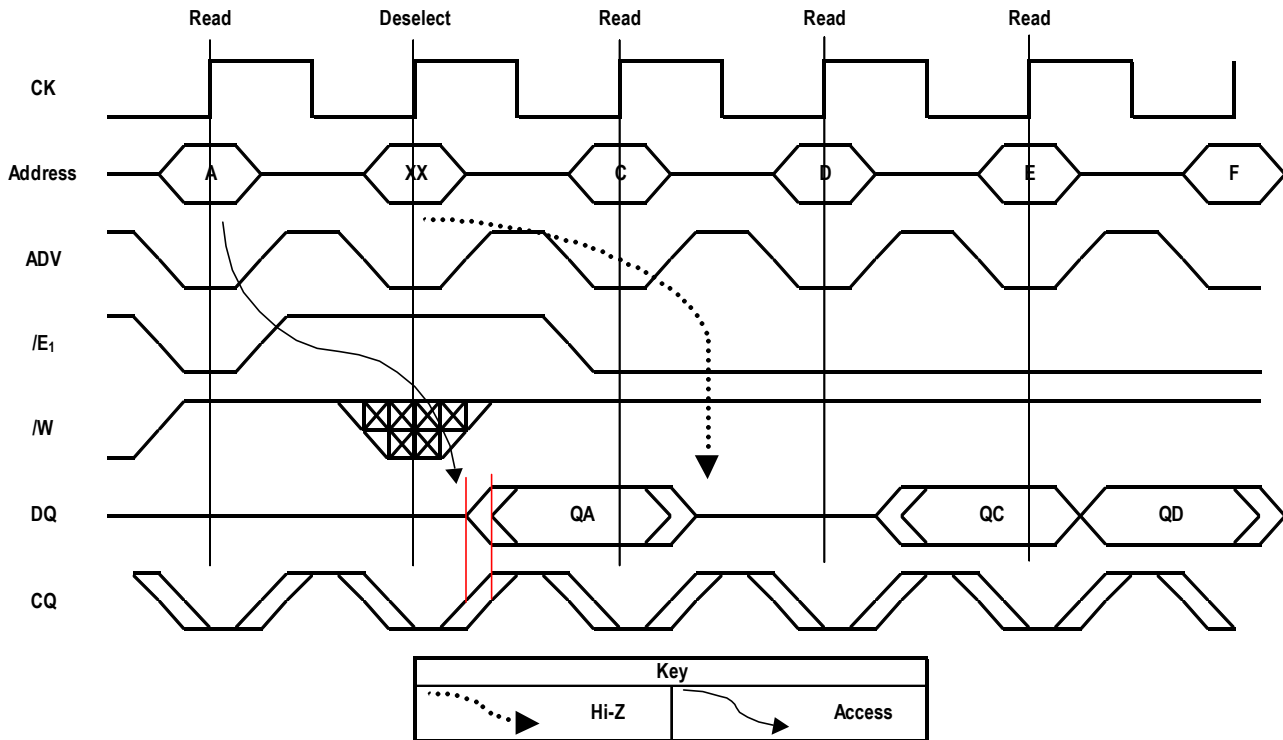 Read Deselect Read Read Read
CK
Address A XX C D E F
ADV
/E₁
/W
DQ QA QC QD
CQ
Key
Hi-Z Access